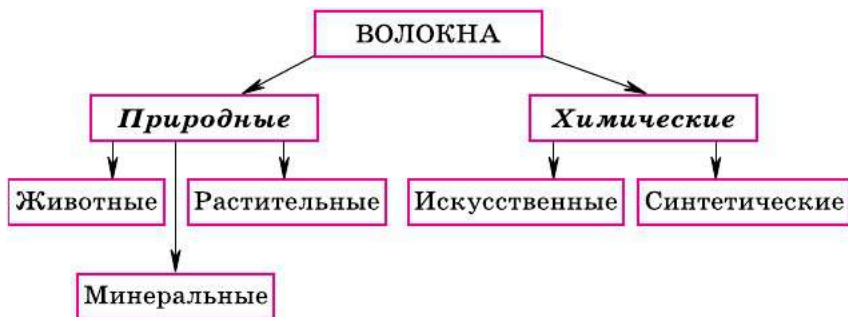 ВОЛОКНА
Природные
Химические
Животные
Растительные
Искусственные
Синтетические
Минеральные